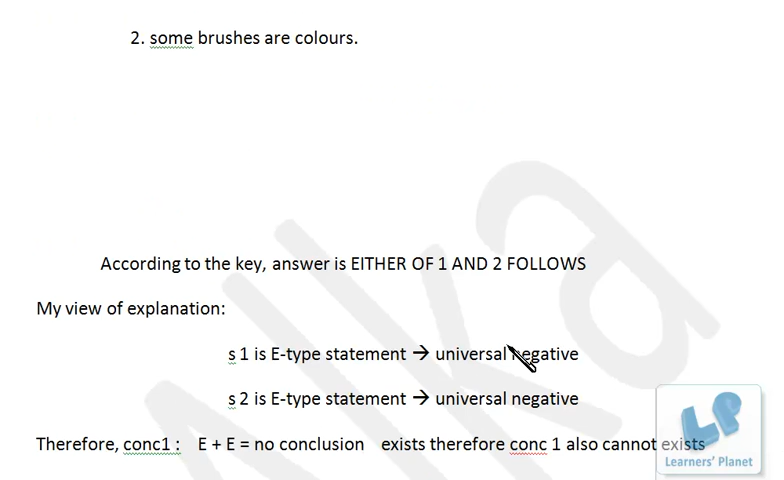 2. some brushes are colours.
According to the key, answer is EITHER OF 1 AND 2 FOLLOWS
My view of explanation:
s 1 is E-type statement → universal negative
s 2 is E-type statement → universal negative
Therefore, conc1 : E + E = no conclusion exists therefore conc 1 also cannot exists
LP
Learners' Planet
Alka